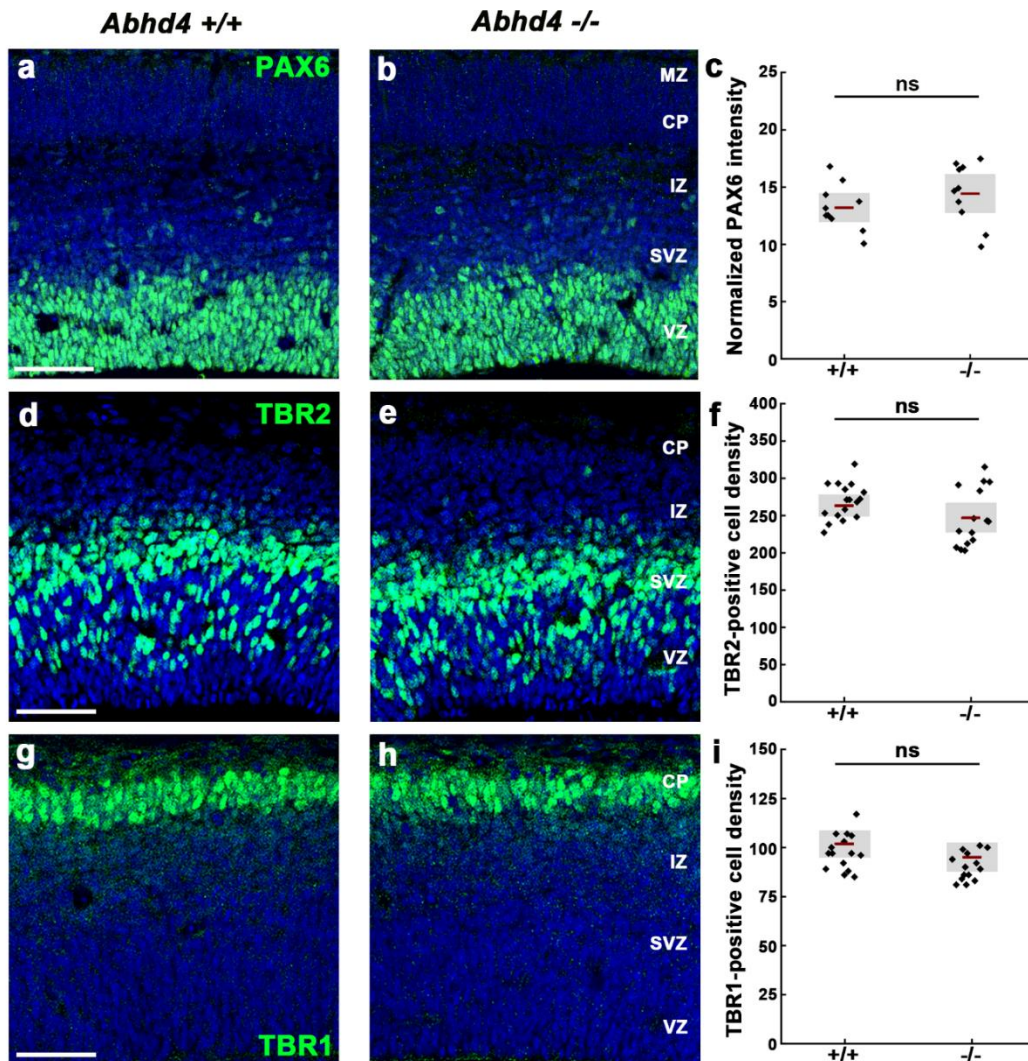 Abhd4 +/+
Abhd4 -/-
a
PAX6
b
MZ
CP
IZ
SVZ
VZ
c
Normalized PAX6 intensity
25
20
15
10
5
0
ns
+/+
-/-
d
TBR2
e
CP
IZ
SVZ
VZ
f
TBR2-positive cell density
400
350
300
250
200
150
100
50
0
ns
+/+
-/-
g
TBR1
h
CP
IZ
SVZ
VZ
i
TBR1-positive cell density
150
125
100
75
50
25
0
ns
+/+
-/-